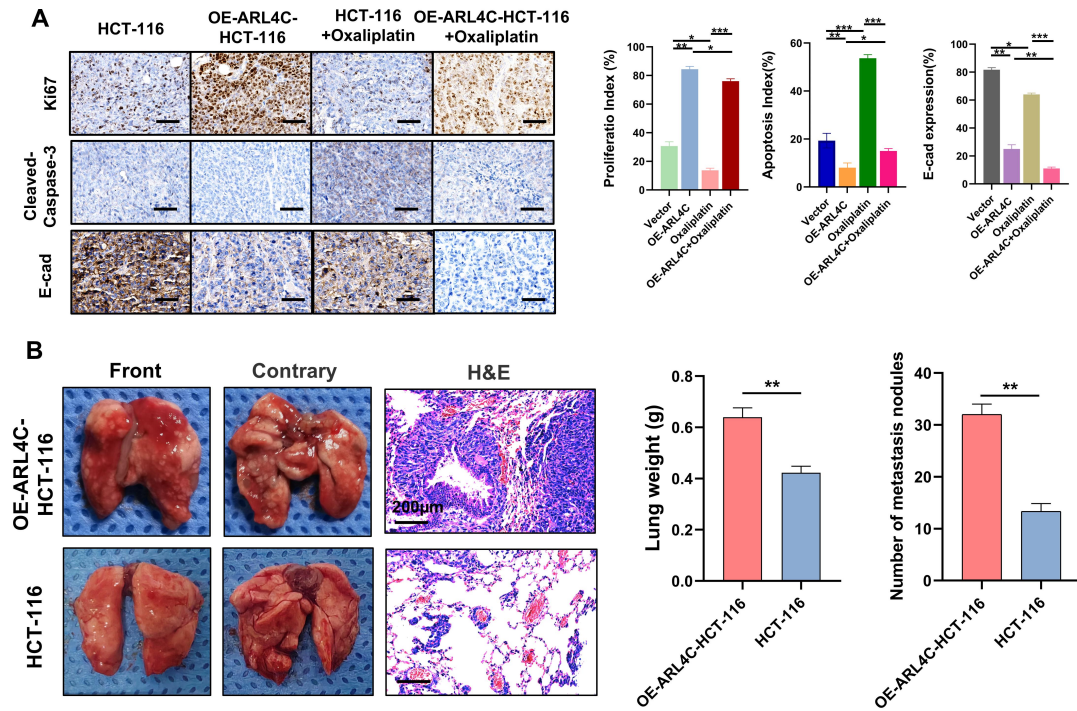 A
HCT-116
OE-ARL4C-
HCT-116
HCT-116
+Oxaliplatin
OE-ARL4C-HCT-116
+Oxaliplatin
Ki67
Cleaved-
Caspase-3
E-cad
Proliferatio Index (%)
100
80
60
40
20
0
* ***
** *
Vector
OE-ARL4C
Oxaliplatin
OE-ARL4C+Oxaliplatin
Apoptosis Index(%)
60
40
20
0
*** ***
** *
Vector
OE-ARL4C
Oxaliplatin
OE-ARL4C+Oxaliplatin
E-cad expression(%)
100
80
60
40
20
0
* ***
** **
Vector
OE-ARL4C
Oxaliplatin
OE-ARL4C+Oxaliplatin
B
Front
Contrary
H&E
OE-ARL4C-
HCT-116
HCT-116
200μm
Lung weight (g)
0.8
0.6
0.4
0.2
0.0
**
OE-ARL4C-HCT-116
HCT-116
Number of metastasis nodules
40
30
20
10
0
**
OE-ARL4C-HCT-116
HCT-116